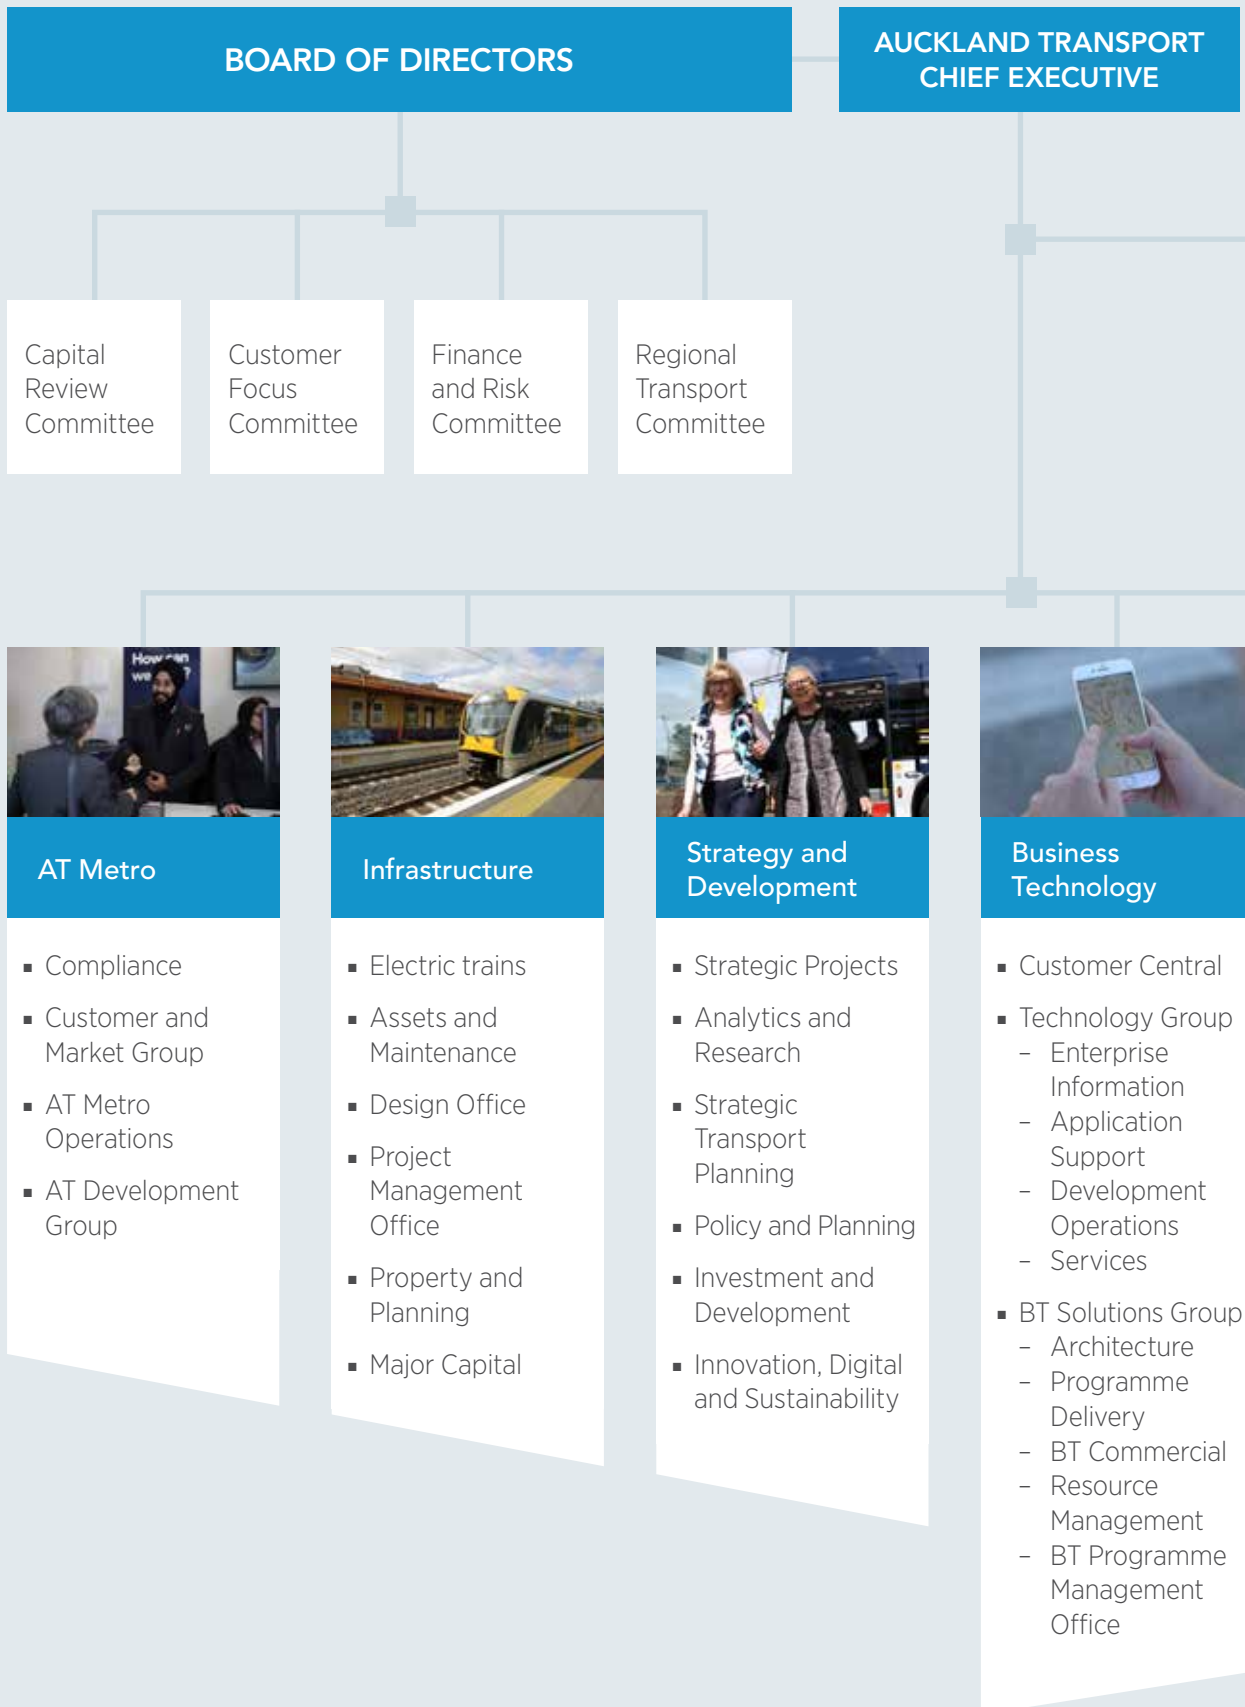 BOARD OF DIRECTORS
AUCKLAND TRANSPORT
CHIEF EXECUTIVE
Capital
Review
Committee
Customer
Focus
Committee
Finance
and Risk
Committee
Regional
Transport
Committee
How can
we
?
AT Metro
▪ Compliance
▪ Customer and
Market Group
▪ AT Metro
Operations
▪ AT Development
Group
Infrastructure
▪ Electric trains
▪ Assets and
Maintenance
▪ Design Office
▪ Project
Management
Office
▪ Property and
Planning
▪ Major Capital
Strategy and
Development
▪ Strategic Projects
▪ Analytics and
Research
▪ Strategic
Transport
Planning
▪ Policy and Planning
▪ Investment and
Development
▪ Innovation, Digital
and Sustainability
Business
Technology
▪ Customer Central
▪ Technology Group
– Enterprise
Information
– Application
Support
– Development
Operations
– Services
▪ BT Solutions Group
– Architecture
– Programme
Delivery
– BT Commercial
– Resource
Management
– BT Programme
Management
Office